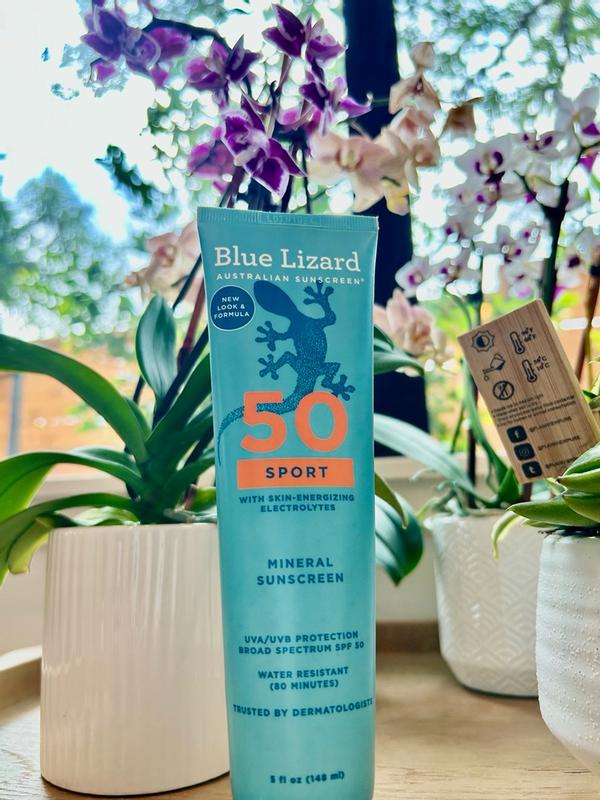 Blue Lizard
AUSTRALIAN SUNSCREEN®
NEW
LOOK &
FORMULA
50
SPORT
WITH SKIN-ENERGIZING
ELECTROLYTES
MINERAL
SUNSCREEN
UVA/UVB PROTECTION
BROAD SPECTRUM SPF 50
WATER RESISTANT
(80 MINUTES)
TRUSTED BY DERMATOLOGISTS
5 fl oz (148 ml)